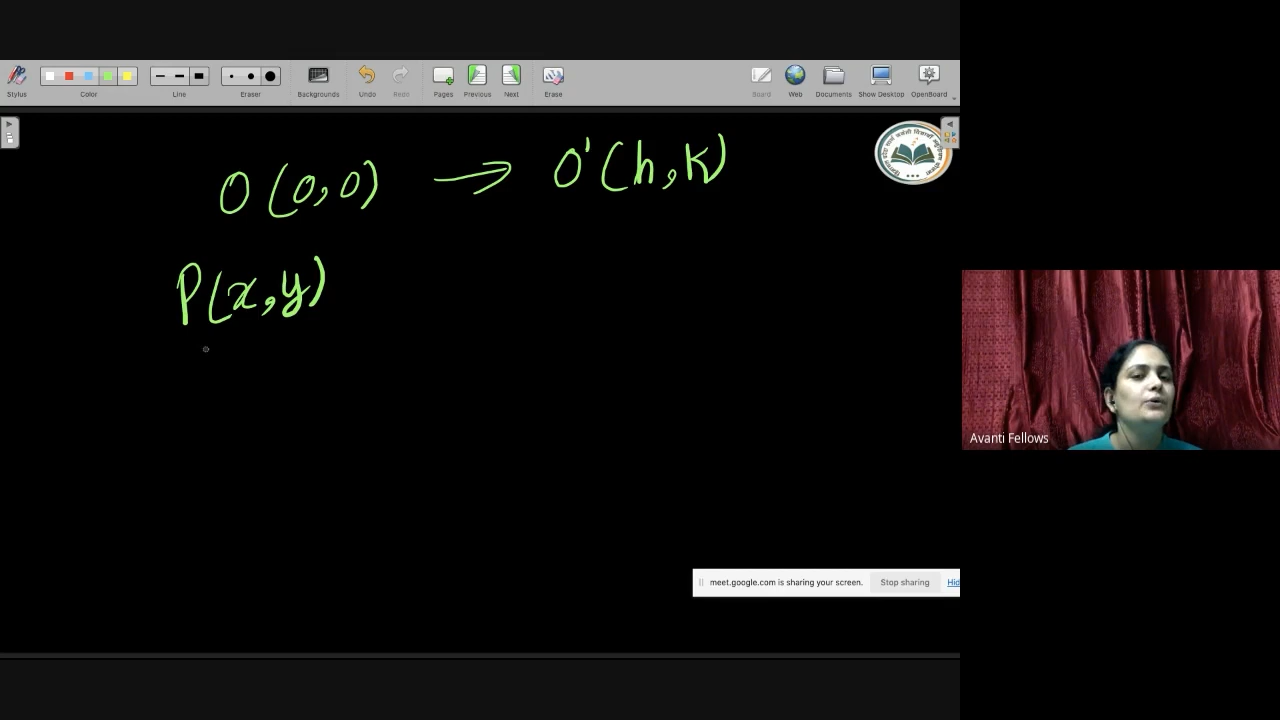 Stylus Color Line Eraser Backgrounds Undo Redo Pages Previous Next Erase Board Web Documents Show Desktop OpenBoard
O (0,0) → O'(h,k)
P(x,y)
Avanti Fellows
meet.google.com is sharing your screen. Stop sharing Hid